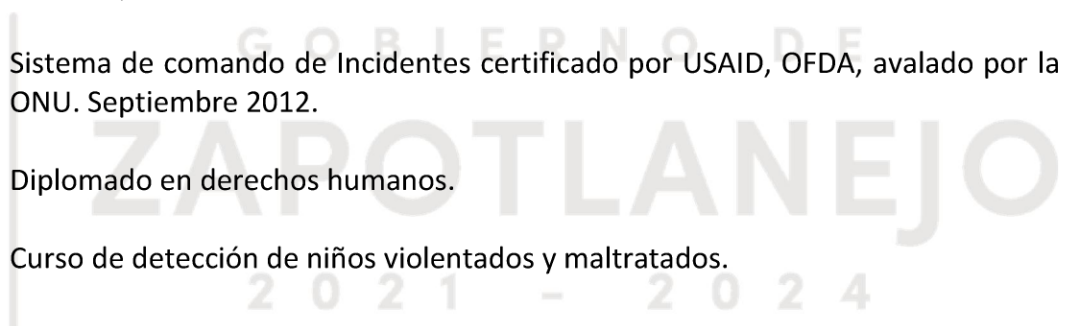 GOBIERNO DE
Sistema de comando de Incidentes certificado por USAID, OFDA, avalado por la
ONU. Septiembre 2012.
ZAPOTLANEJO
Diplomado en derechos humanos.
Curso de detección de niños violentados y maltratados.
2021 - 2024